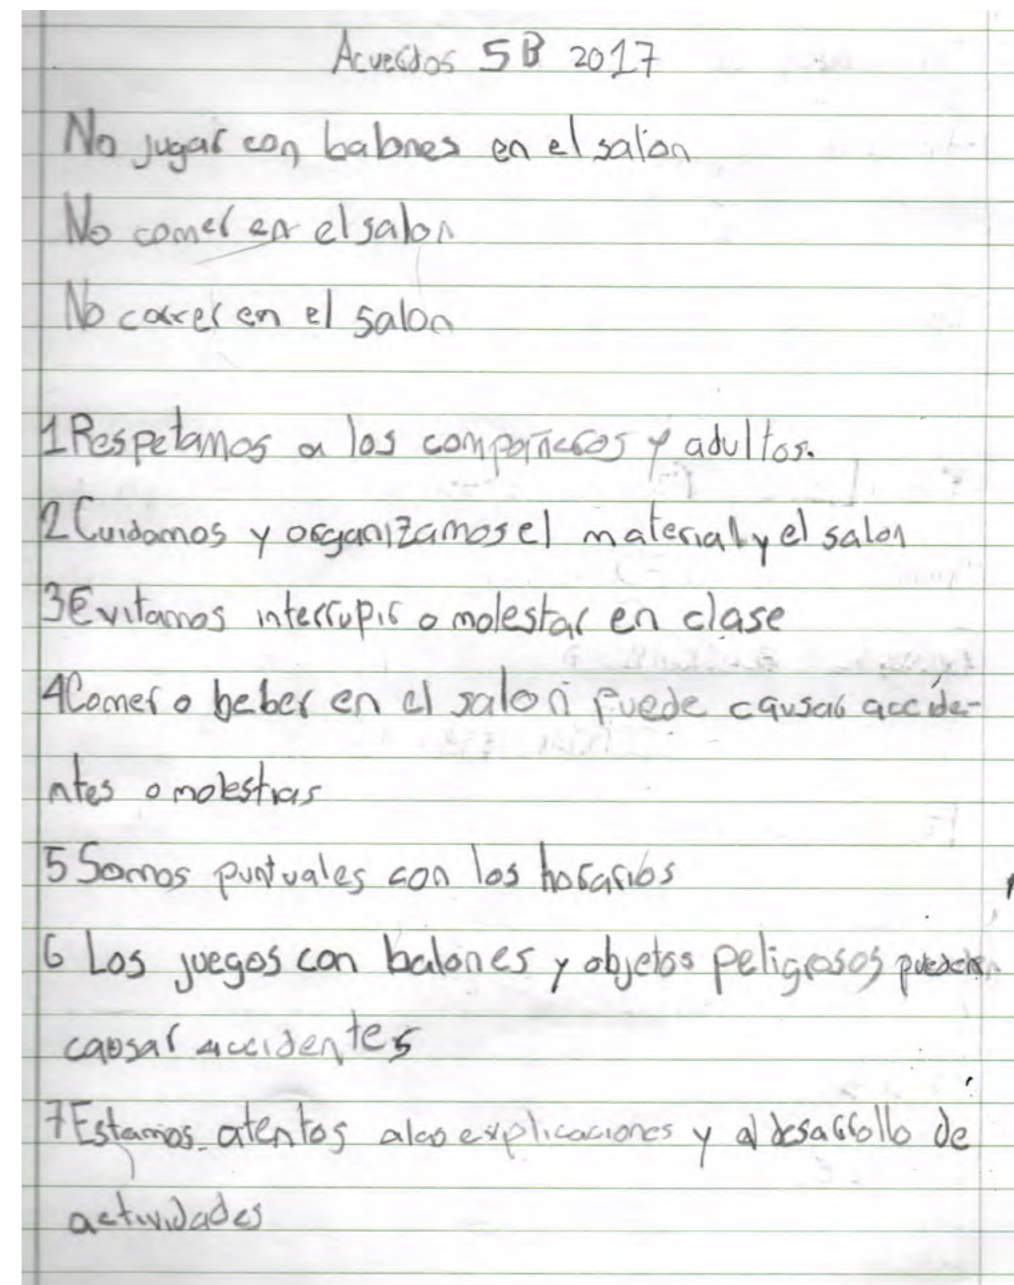 Acuerdos 5B 2017
No jugar con balones en el salón
No comer en el salon
No correr en el salon
1 Respetamos a los compañeros y adultos.
2 Cuidamos y organizamos el material y el salon
3 Evitamos interrupir o molestar en clase
4 Comer o beber en el salon puede causar accide-
ntes o molestias
5 Somos puntuales con los horarios
6 Los juegos con balones y objetos peligrosos pueden
causar accidentes
7 Estamos atentos a las explicaciones y al desarrollo de
actividades